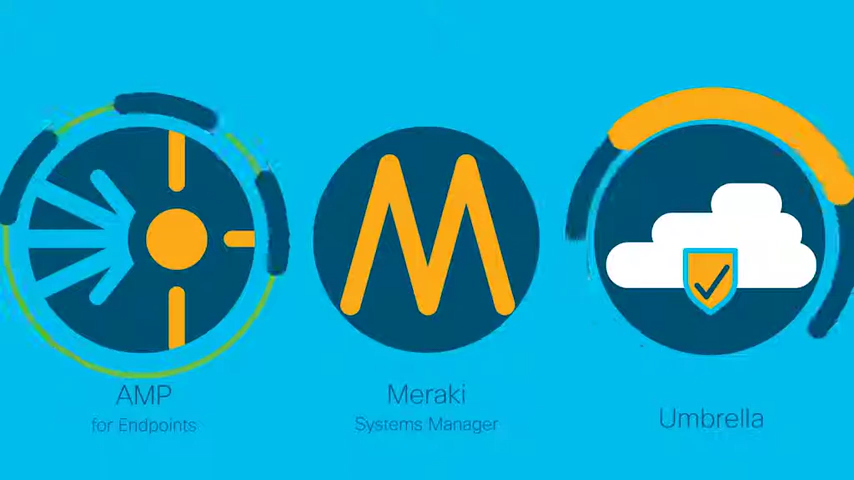 AMP
for Endpoints
Meraki
Systems Manager
Umbrella